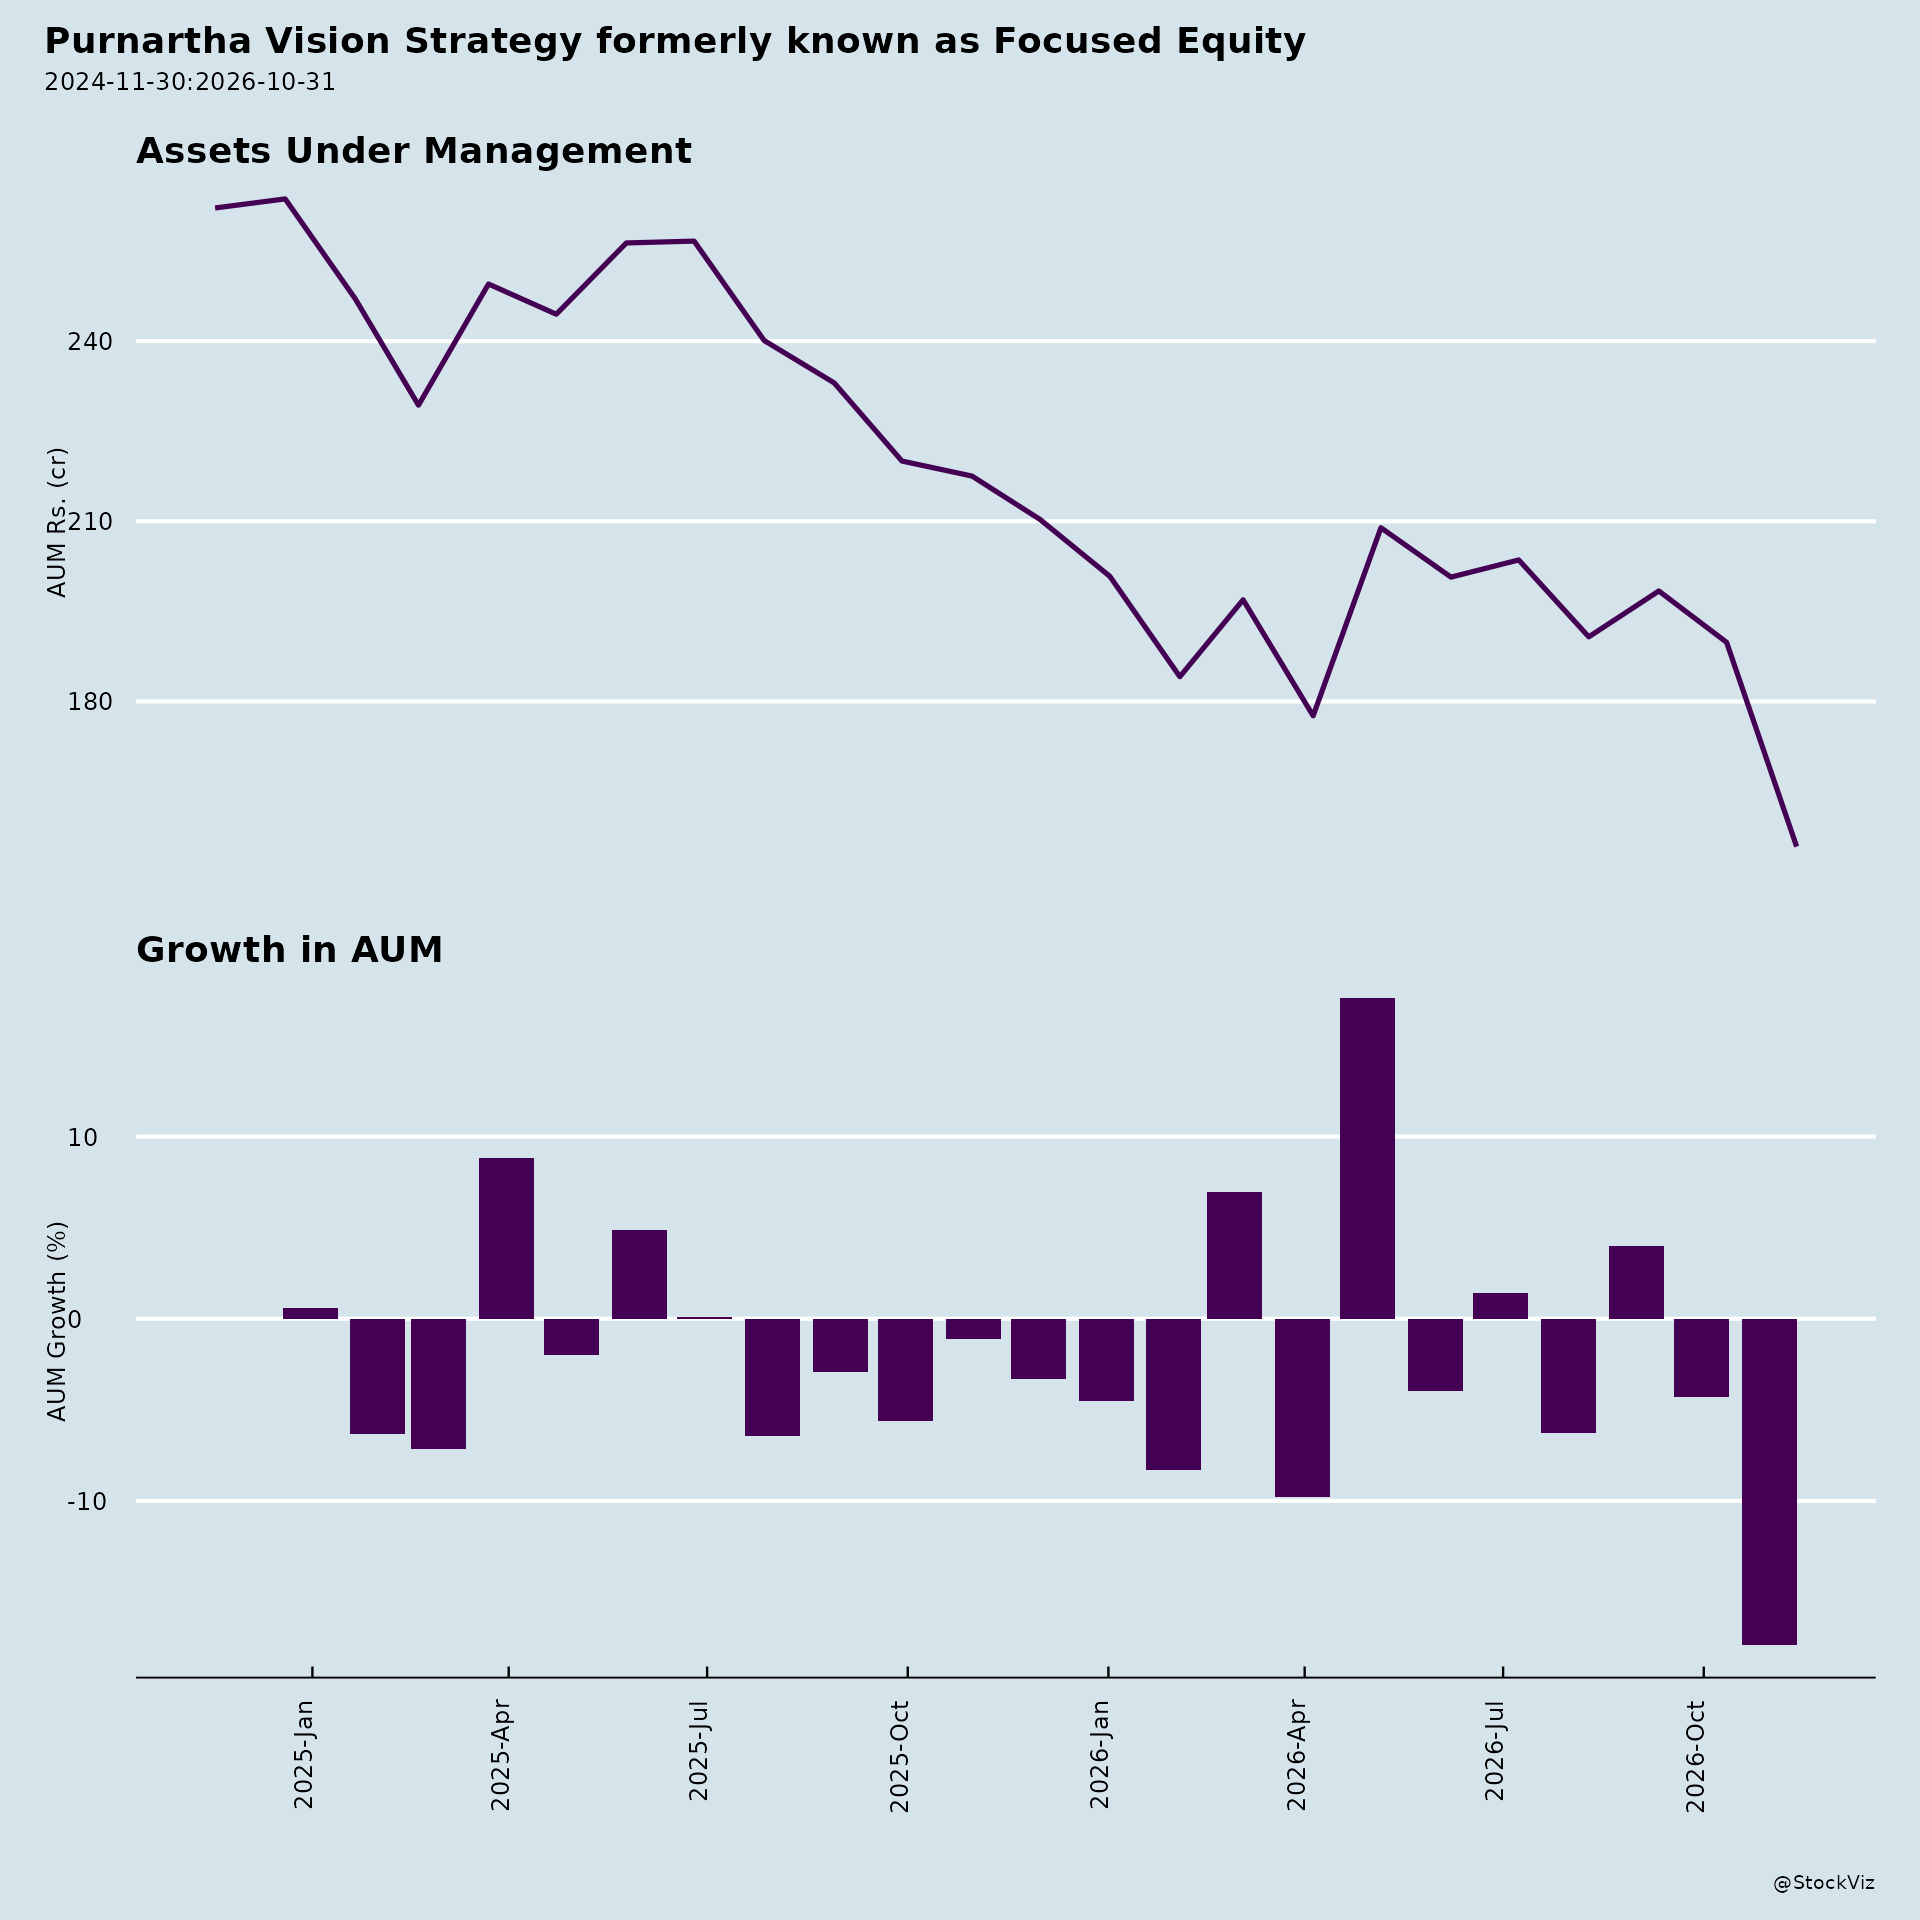 Purnartha Vision Strategy formerly known as Focused Equity
2024-11-30:2026-10-31
Assets Under Management
AUM Rs. (cr)
240
210
180
Growth in AUM
AUM Growth (%)
10
0
-10
2025-Jan
2025-Apr
2025-Jul
2025-Oct
2026-Jan
2026-Apr
2026-Jul
2026-Oct
@StockViz